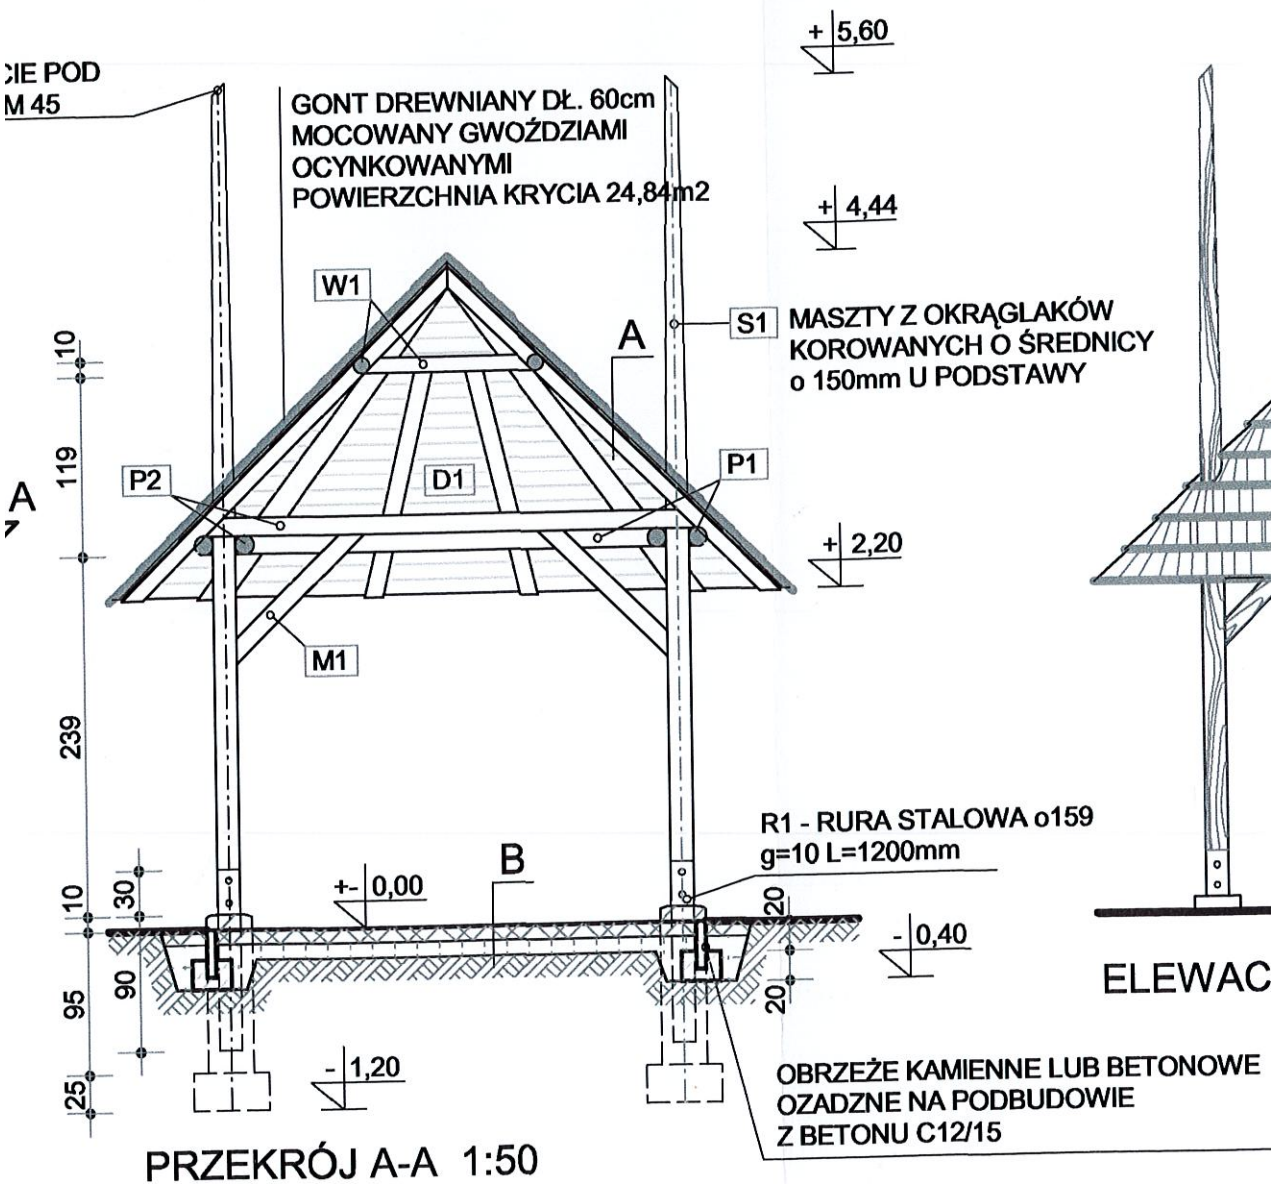 + 5,60
CIE POD
M 45
GONT DREWNIANY DŁ. 60cm
MOCOWANY GWOŹDZIAMI
OCYNKOWANYMI
POWIERZCHNIA KRYCIA 24,84m2
+ 4,44
W1
S1
MASZTY Z OKRĄGLAKÓW
KOROWANYCH O ŚREDNICY
o 150mm U PODSTAWY
A
10
119
A
P2
D1
P1
+ 2,20
M1
239
R1 - RURA STALOWA o159
g=10 L=1200mm
B
+- 0,00
10
30
20
- 0,40
ELEWAC
90
95
20
- 1,20
25
OBRZEŻE KAMIENNE LUB BETONOWE
OZADZNE NA PODBUDOWIE
Z BETONU C12/15
PRZEKRÓJ A-A 1:50